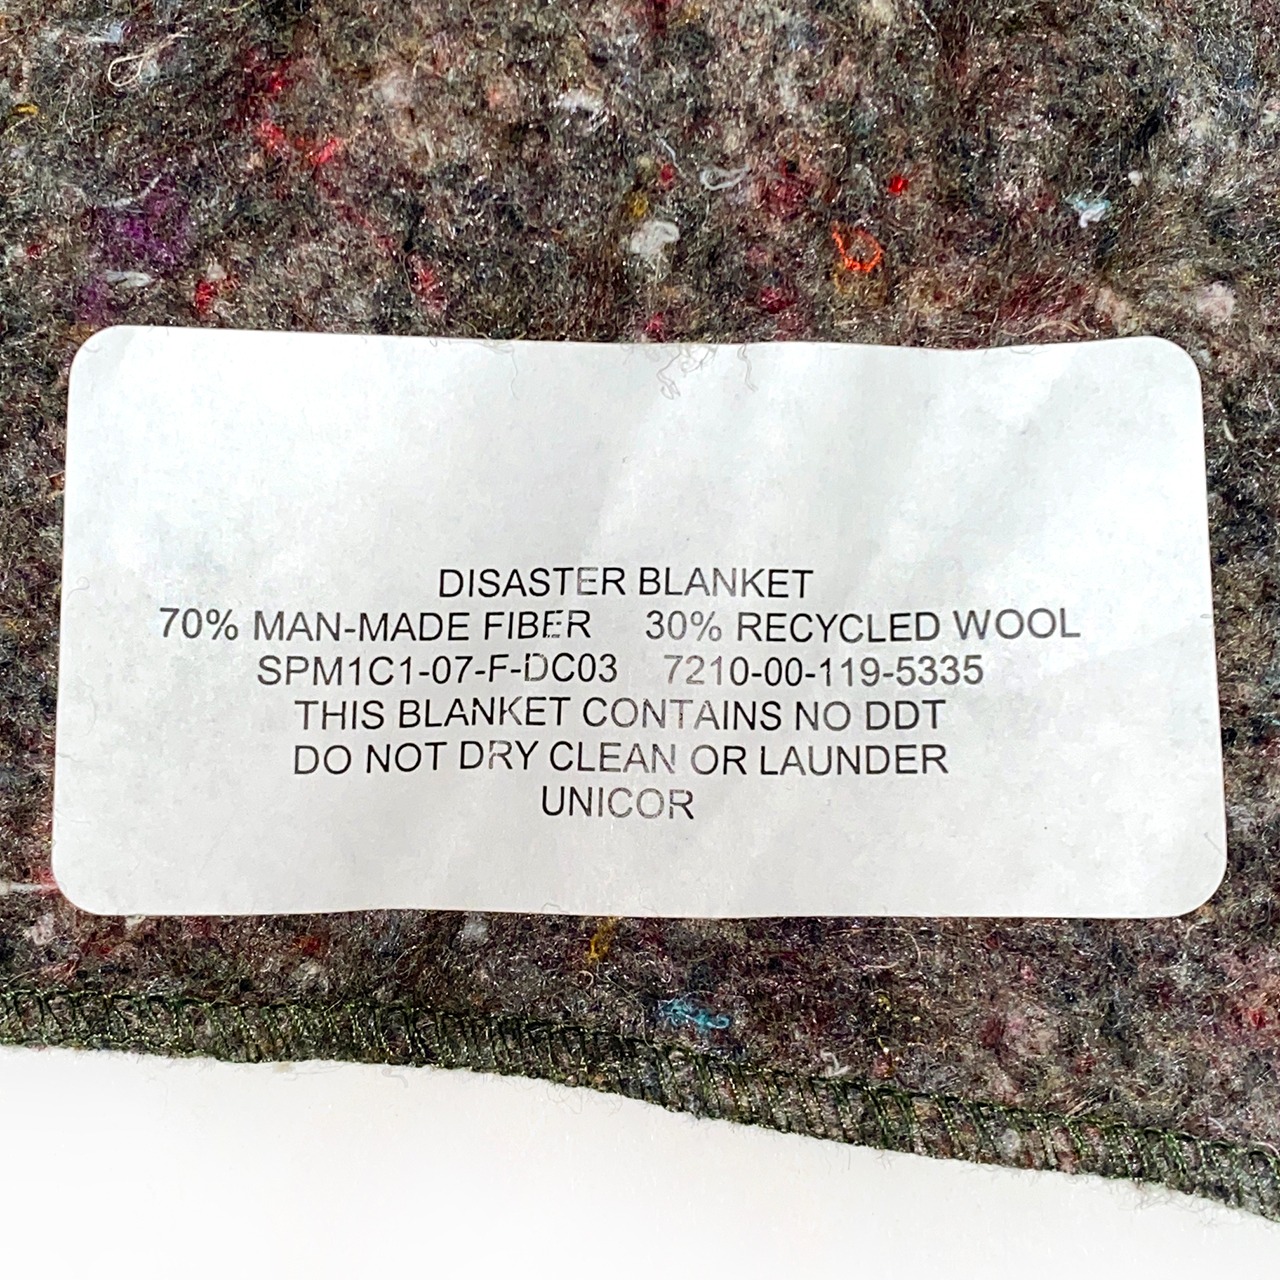 DISASTER BLANKET
70% MAN-MADE FIBER 30% RECYCLED WOOL
SPM1C1-07-F-DC03 7210-00-119-5335
THIS BLANKET CONTAINS NO DDT
DO NOT DRY CLEAN OR LAUNDER
UNICOR